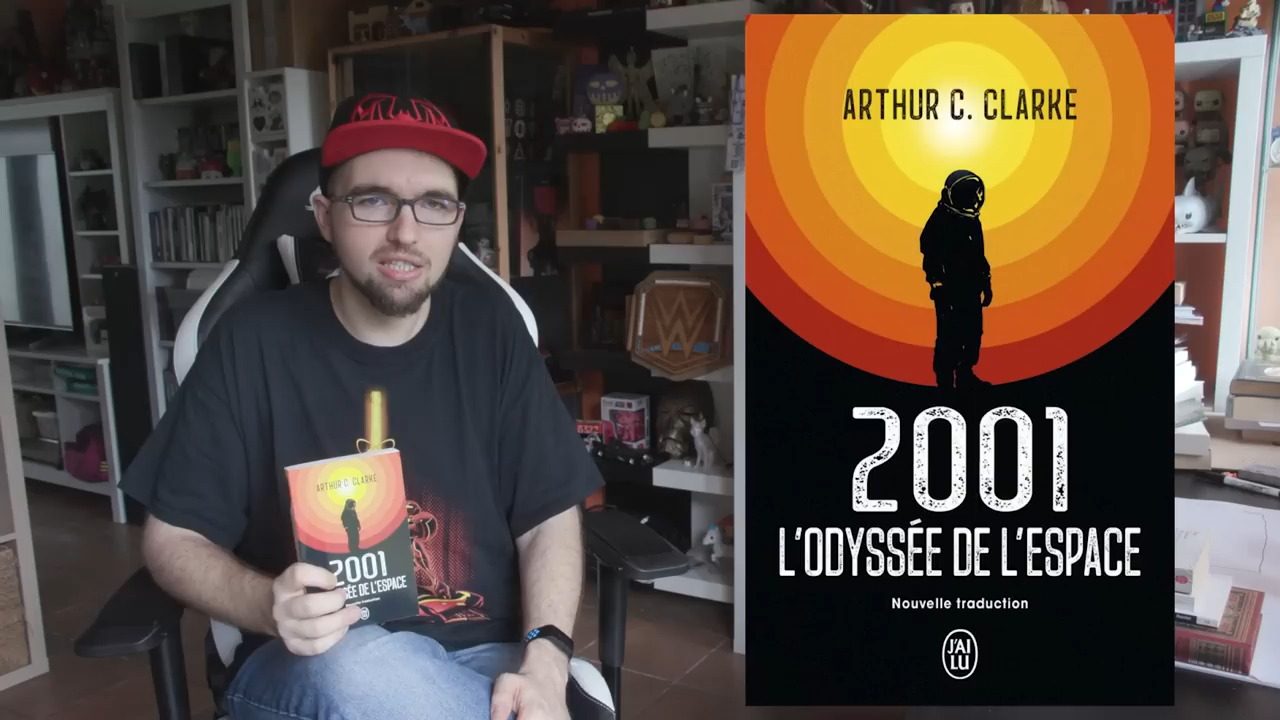 ARTHUR C. CLARKE
2001
L'ODYSSÉE DE L'ESPACE
Nouvelle traduction
J'AI
LU
ARTHUR C. CLARKE
2001
SÉE DE L'ESPACE